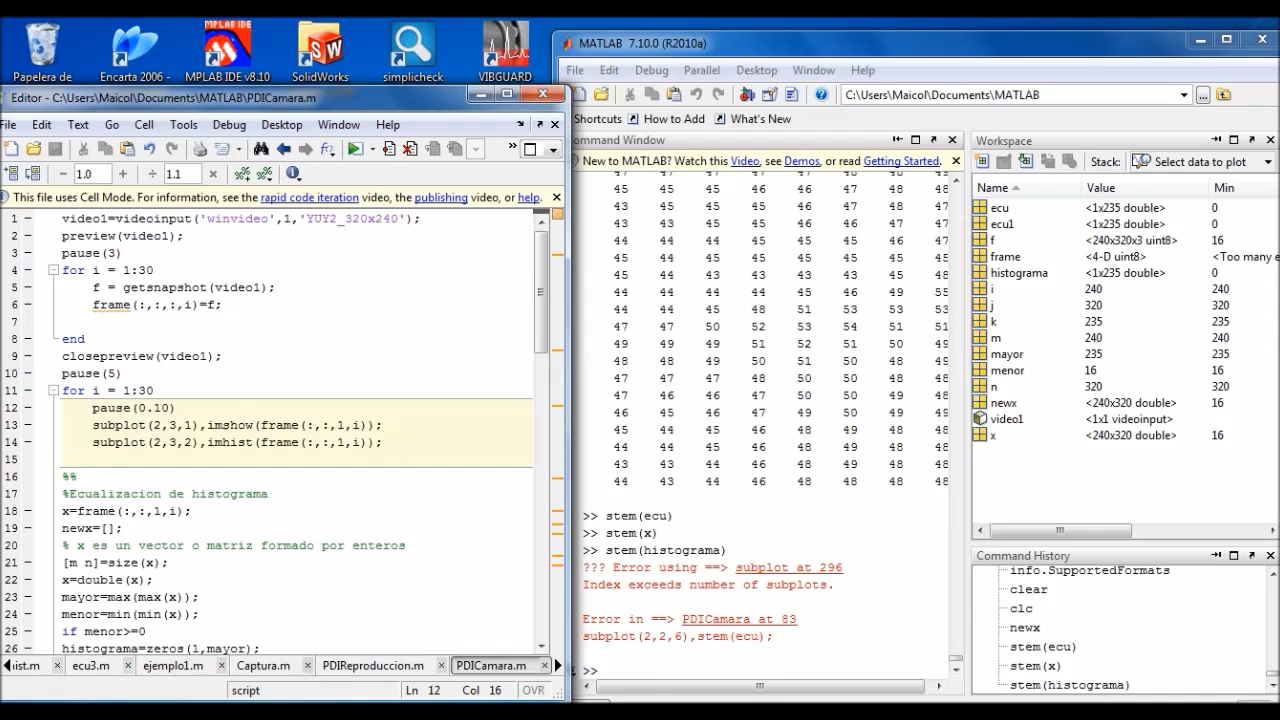 Papelera de
Encarta 2006 -
MPLAB IDE v8.10
SolidWorks
simplicheck
VIBGUARD
Editor - C:\Users\Maicol\Documents\MATLAB\PDICamara.m
File Edit Text Go Cell Tools Debug Desktop Window Help
1.0
1.1
This file uses Cell Mode. For information, see the rapid code iteration video, the publishing video, or help.
1 video1=videoinput('winvideo',1,'YUY2_320x240');
2 preview(video1);
3 pause(3)
4 for i = 1:30
5 f = getsnapshot(video1);
6 frame(:,:,:,i)=f;
7
8 end
9 closepreview(video1);
10 pause(5)
11 for i = 1:30
12 pause(0.10)
13 subplot(2,3,1),imshow(frame(:,:,1,i));
14 subplot(2,3,2),imhist(frame(:,:,1,i));
15
16 %%
17 %Ecualizacion de histograma
18 x=frame(:,:,1,i);
19 newx=[];
20 % x es un vector o matriz formado por enteros
21 [m n]=size(x);
22 x=double(x);
23 mayor=max(max(x));
24 menor=min(min(x));
25 if menor>=0
26 histograma=zeros(1,mayor);
ist.m ecu3.m ejemplo1.m Captura.m PDIReproduccion.m PDICamara.m
script Ln 12 Col 16 OVR
MATLAB 7.10.0 (R2010a)
File Edit Debug Parallel Desktop Window Help
C:\Users\Maicol\Documents\MATLAB
Shortcuts How to Add What's New
Command Window
New to MATLAB? Watch this Video, see Demos, or read Getting Started.
47 47 47 47 47 48 48 45
45 45 45 46 46 47 48 48
43 45 45 45 46 48 47 48
43 43 45 45 45 46 47 47
44 44 44 45 45 45 46 47
45 44 44 45 45 45 45 46
45 44 43 43 43 43 45 48
44 44 44 44 45 46 49 55
44 44 45 48 51 53 53 53
47 47 50 52 53 54 51 51
49 49 49 51 52 51 50 49
48 48 49 50 51 50 48 49
47 47 47 48 50 50 48 48
47 46 46 47 50 50 49 48
46 45 46 47 49 50 49 48
45 44 45 46 48 49 49 48
44 44 44 46 48 50 48 48
43 43 44 46 48 49 48 48
44 43 44 46 48 48 48 48
>> stem(ecu)
>> stem(x)
>> stem(histograma)
??? Error using ==> subplot at 296
Index exceeds number of subplots.
Error in ==> PDICamara at 83
subplot(2,2,6),stem(ecu);
>>
Workspace
Stack: Select data to plot
Name Value Min
ecu <1x235 double> 0
ecu1 <1x235 double> 0
f <240x320x3 uint8> 16
frame <4-D uint8> <Too many e
histograma <1x235 double> 0
i 240 240
j 320 320
k 235 235
m 240 240
mayor 235 235
menor 16 16
n 320 320
newx <240x320 double> 16
video1 <1x1 videoinput>
x <240x320 double> 16
Command History
info.SupportedFormats
clear
clc
newx
stem(ecu)
stem(x)
stem(histograma)